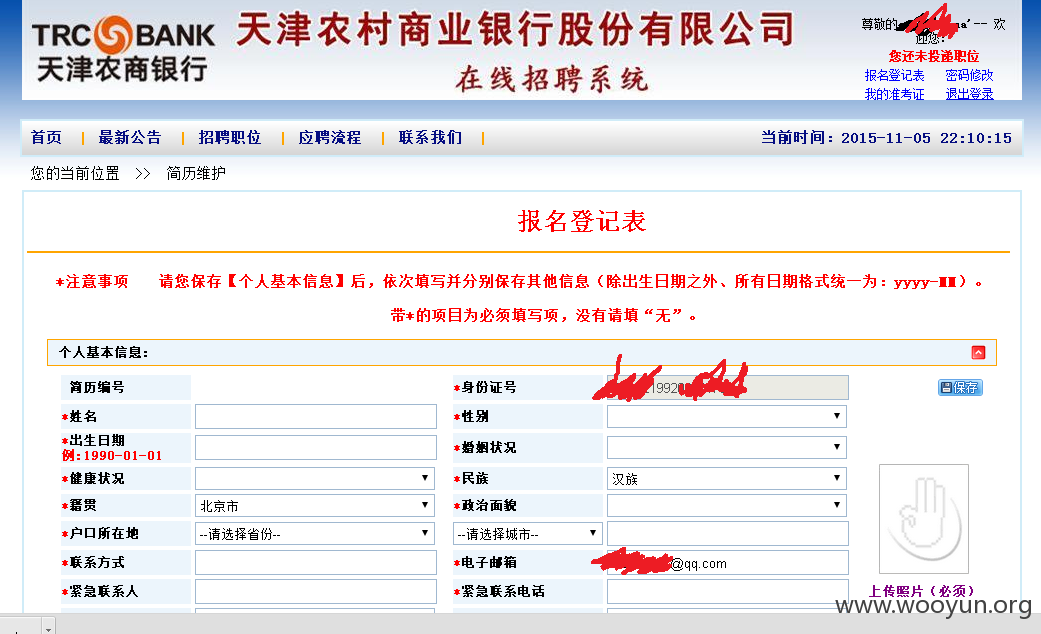 TRC BANK
天津农商银行
天津农村商业银行股份有限公司
在线招聘系统
尊敬的 a'-- 欢
迎您!
您还未投递职位
报名登记表 密码修改
我的准考证 退出登录
首页 | 最新公告 | 招聘职位 | 应聘流程 | 联系我们 |
当前时间：2015-11-05 22:10:15
您的当前位置 >> 简历维护
报名登记表
*注意事项 请您保存【个人基本信息】后，依次填写并分别保存其他信息（除出生日期之外、所有日期格式统一为：yyyy-MM）。
带*的项目为必须填写项，没有请填“无”。
个人基本信息：
简历编号 *身份证号 1992 保存
*姓名 *性别
*出生日期
例:1990-01-01 *婚姻状况
*健康状况 *民族 汉族
*籍贯 北京市 *政治面貌
*户口所在地 --请选择省份-- --请选择城市--
*联系方式 *电子邮箱 @qq.com
*紧急联系人 *紧急联系电话
上传照片（必须）
www.wooyun.org